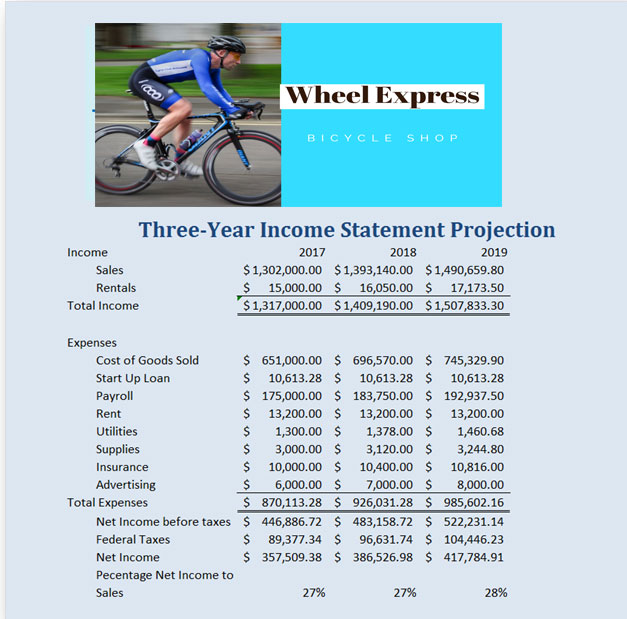 Wheel Express
BICYCLE SHOP
Three-Year Income Statement Projection
Income 2017 2018 2019
Sales $1,302,000.00 $1,393,140.00 $1,490,659.80
Rentals $ 15,000.00 $ 16,050.00 $ 17,173.50
Total Income $1,317,000.00 $1,409,190.00 $1,507,833.30
Expenses
Cost of Goods Sold $ 651,000.00 $ 696,570.00 $ 745,329.90
Start Up Loan $ 10,613.28 $ 10,613.28 $ 10,613.28
Payroll $ 175,000.00 $ 183,750.00 $ 192,937.50
Rent $ 13,200.00 $ 13,200.00 $ 13,200.00
Utilities $ 1,300.00 $ 1,378.00 $ 1,460.68
Supplies $ 3,000.00 $ 3,120.00 $ 3,244.80
Insurance $ 10,000.00 $ 10,400.00 $ 10,816.00
Advertising $ 6,000.00 $ 7,000.00 $ 8,000.00
Total Expenses $ 870,113.28 $ 926,031.28 $ 985,602.16
Net Income before taxes $ 446,886.72 $ 483,158.72 $ 522,231.14
Federal Taxes $ 89,377.34 $ 96,631.74 $ 104,446.23
Net Income $ 357,509.38 $ 386,526.98 $ 417,784.91
Pecentage Net Income to
Sales 27% 27% 28%